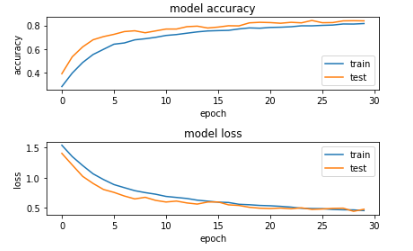 model accuracy
0.8
0.6
0.4
accuracy
train
test
0 5 10 15 20 25 30
epoch
model loss
1.5
1.0
0.5
loss
train
test
0 5 10 15 20 25 30
epoch